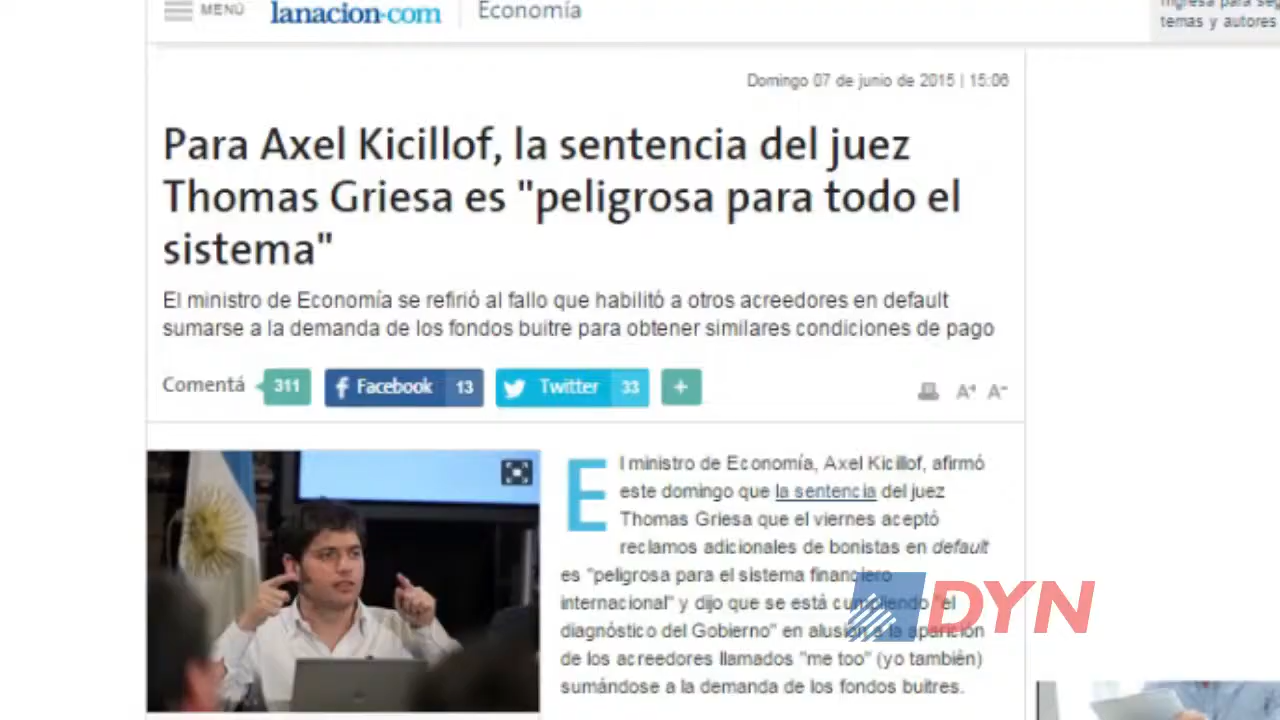 MENÚ lanacion.com Economía
temas y autores
Domingo 07 de junio de 2015 | 15:06
Para Axel Kicillof, la sentencia del juez
Thomas Griesa es "peligrosa para todo el
sistema"
El ministro de Economía se refirió al fallo que habilitó a otros acreedores en default
sumarse a la demanda de los fondos buitre para obtener similares condiciones de pago
Comentá 311 Facebook 13 Twitter 33 +
A+ A-
El ministro de Economía, Axel Kicillof, afirmó
este domingo que la sentencia del juez
Thomas Griesa que el viernes aceptó
reclamos adicionales de bonistas en default
es "peligrosa para el sistema financiero
internacional" y dijo que se está cumpliendo "el
diagnóstico del Gobierno" en alusión a la aparición
de los acreedores llamados "me too" (yo también)
sumándose a la demanda de los fondos buitres.
DYN